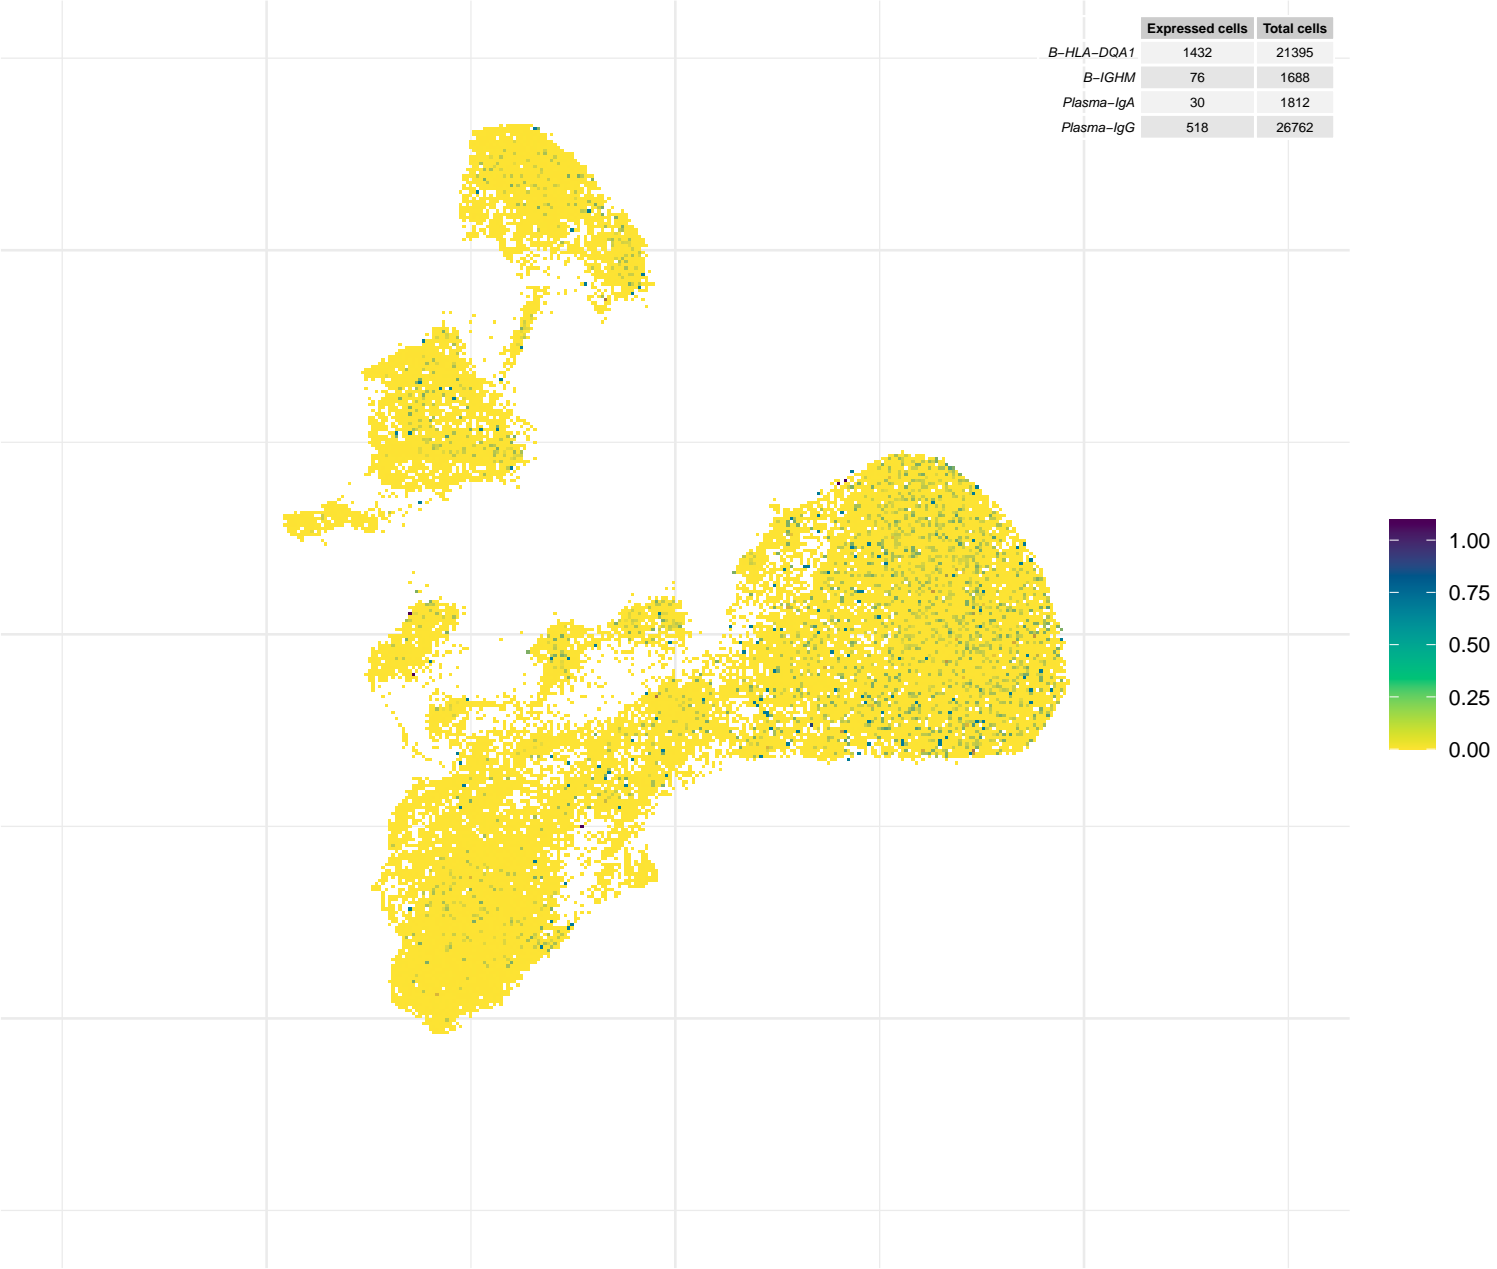 Expressed cells Total cells
B−HLA−DQA1 1432 21395
B−IGHM 76 1688
Plasma−IgA 30 1812
Plasma−IgG 518 26762
1.00
0.75
0.50
0.25
0.00